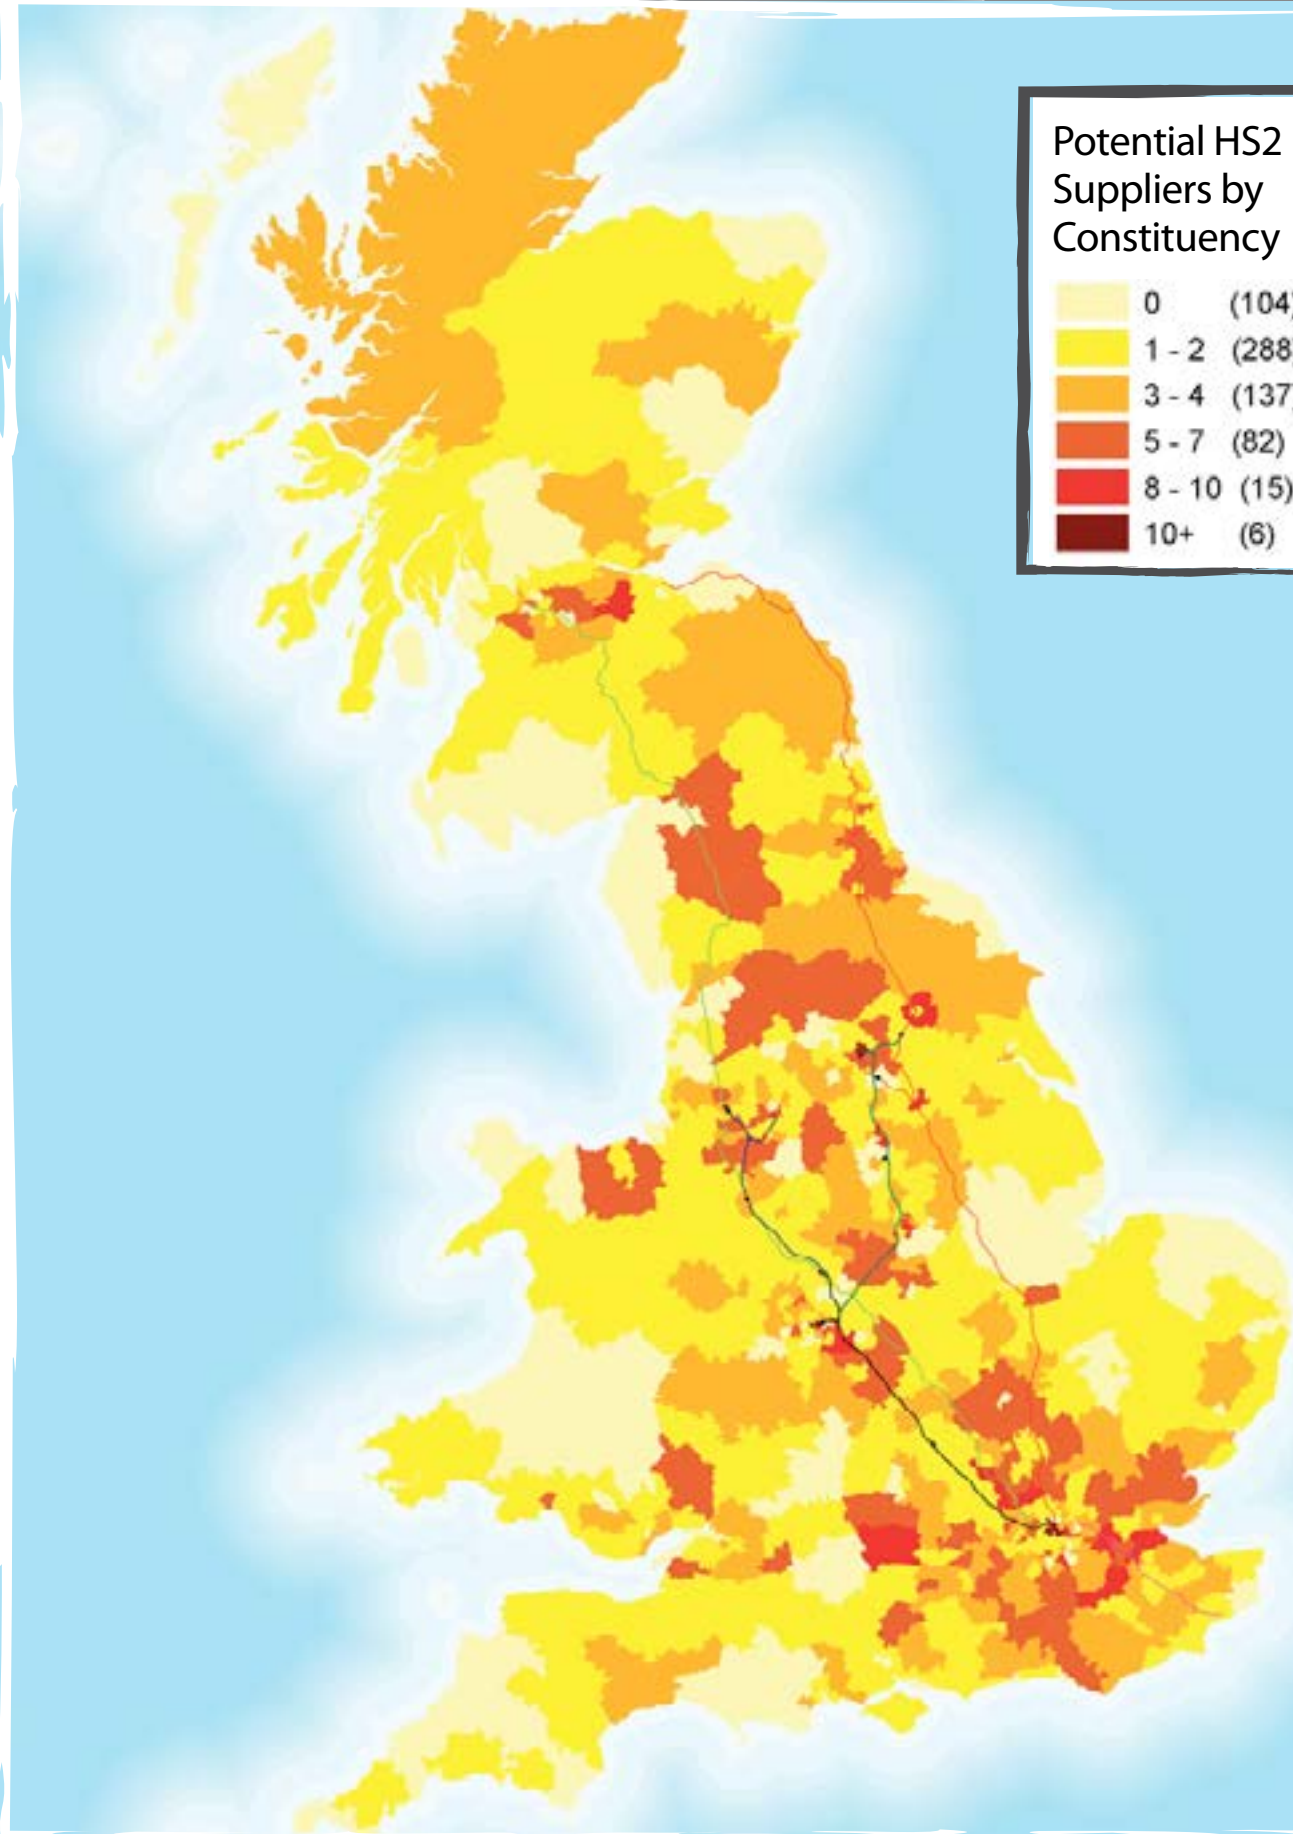 Potential HS2
Suppliers by
Constituency
0 (104)
1 - 2 (288)
3 - 4 (137)
5 - 7 (82)
8 - 10 (15)
10+ (6)